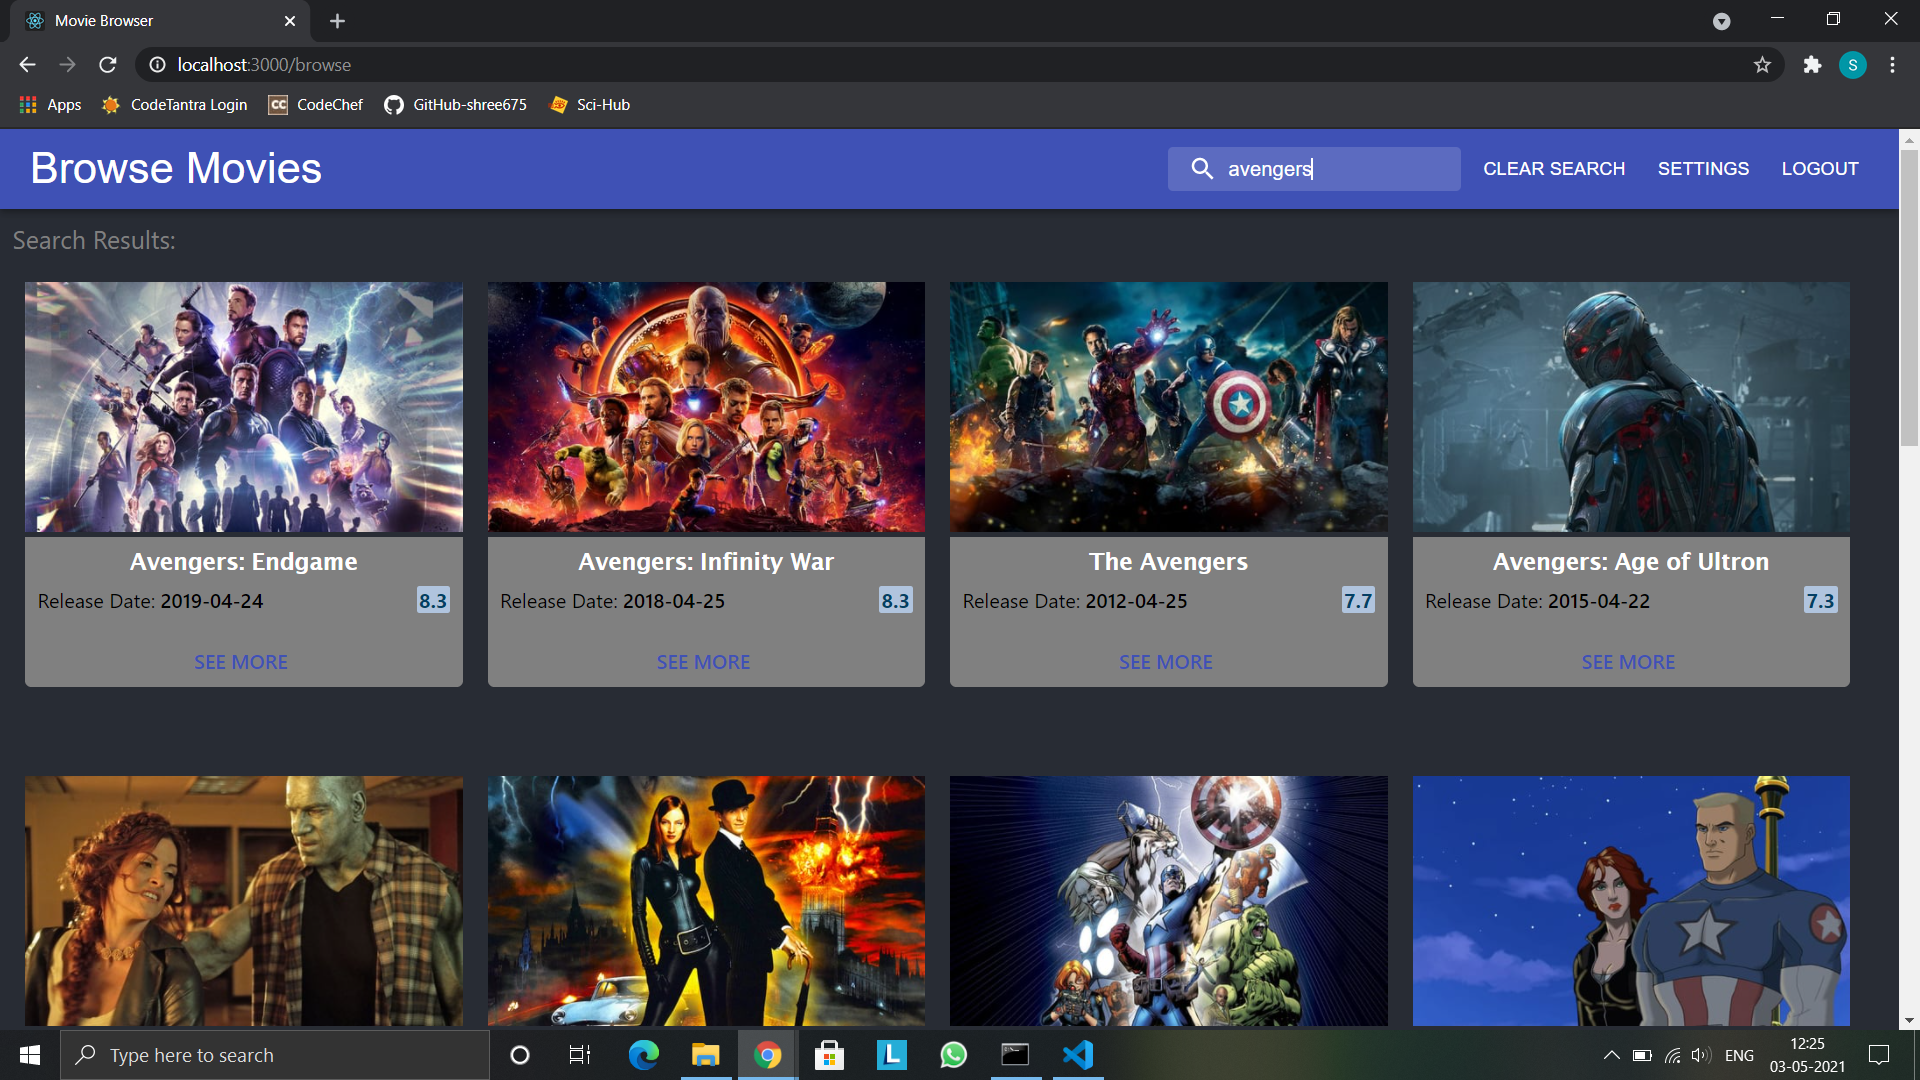 Movie Browser
localhost:3000/browse
S
Apps CodeTantra Login CC CodeChef GitHub-shree675 Sci-Hub
Browse Movies avengers CLEAR SEARCH SETTINGS LOGOUT
Search Results:
Avengers: Endgame
Release Date: 2019-04-24 8.3
SEE MORE
Avengers: Infinity War
Release Date: 2018-04-25 8.3
SEE MORE
The Avengers
Release Date: 2012-04-25 7.7
SEE MORE
Avengers: Age of Ultron
Release Date: 2015-04-22 7.3
SEE MORE
Type here to search L ENG 12:25
03-05-2021